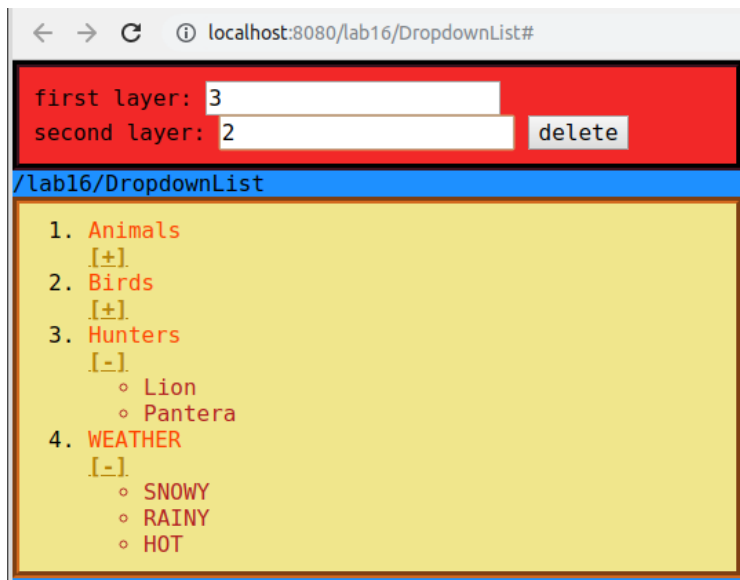 localhost:8080/lab16/DropdownList#
first layer: 3
second layer: 2 delete
/lab16/DropdownList
1. Animals
[+]
2. Birds
[+]
3. Hunters
[-]
◦ Lion
◦ Pantera
4. WEATHER
[-]
◦ SNOWY
◦ RAINY
◦ HOT